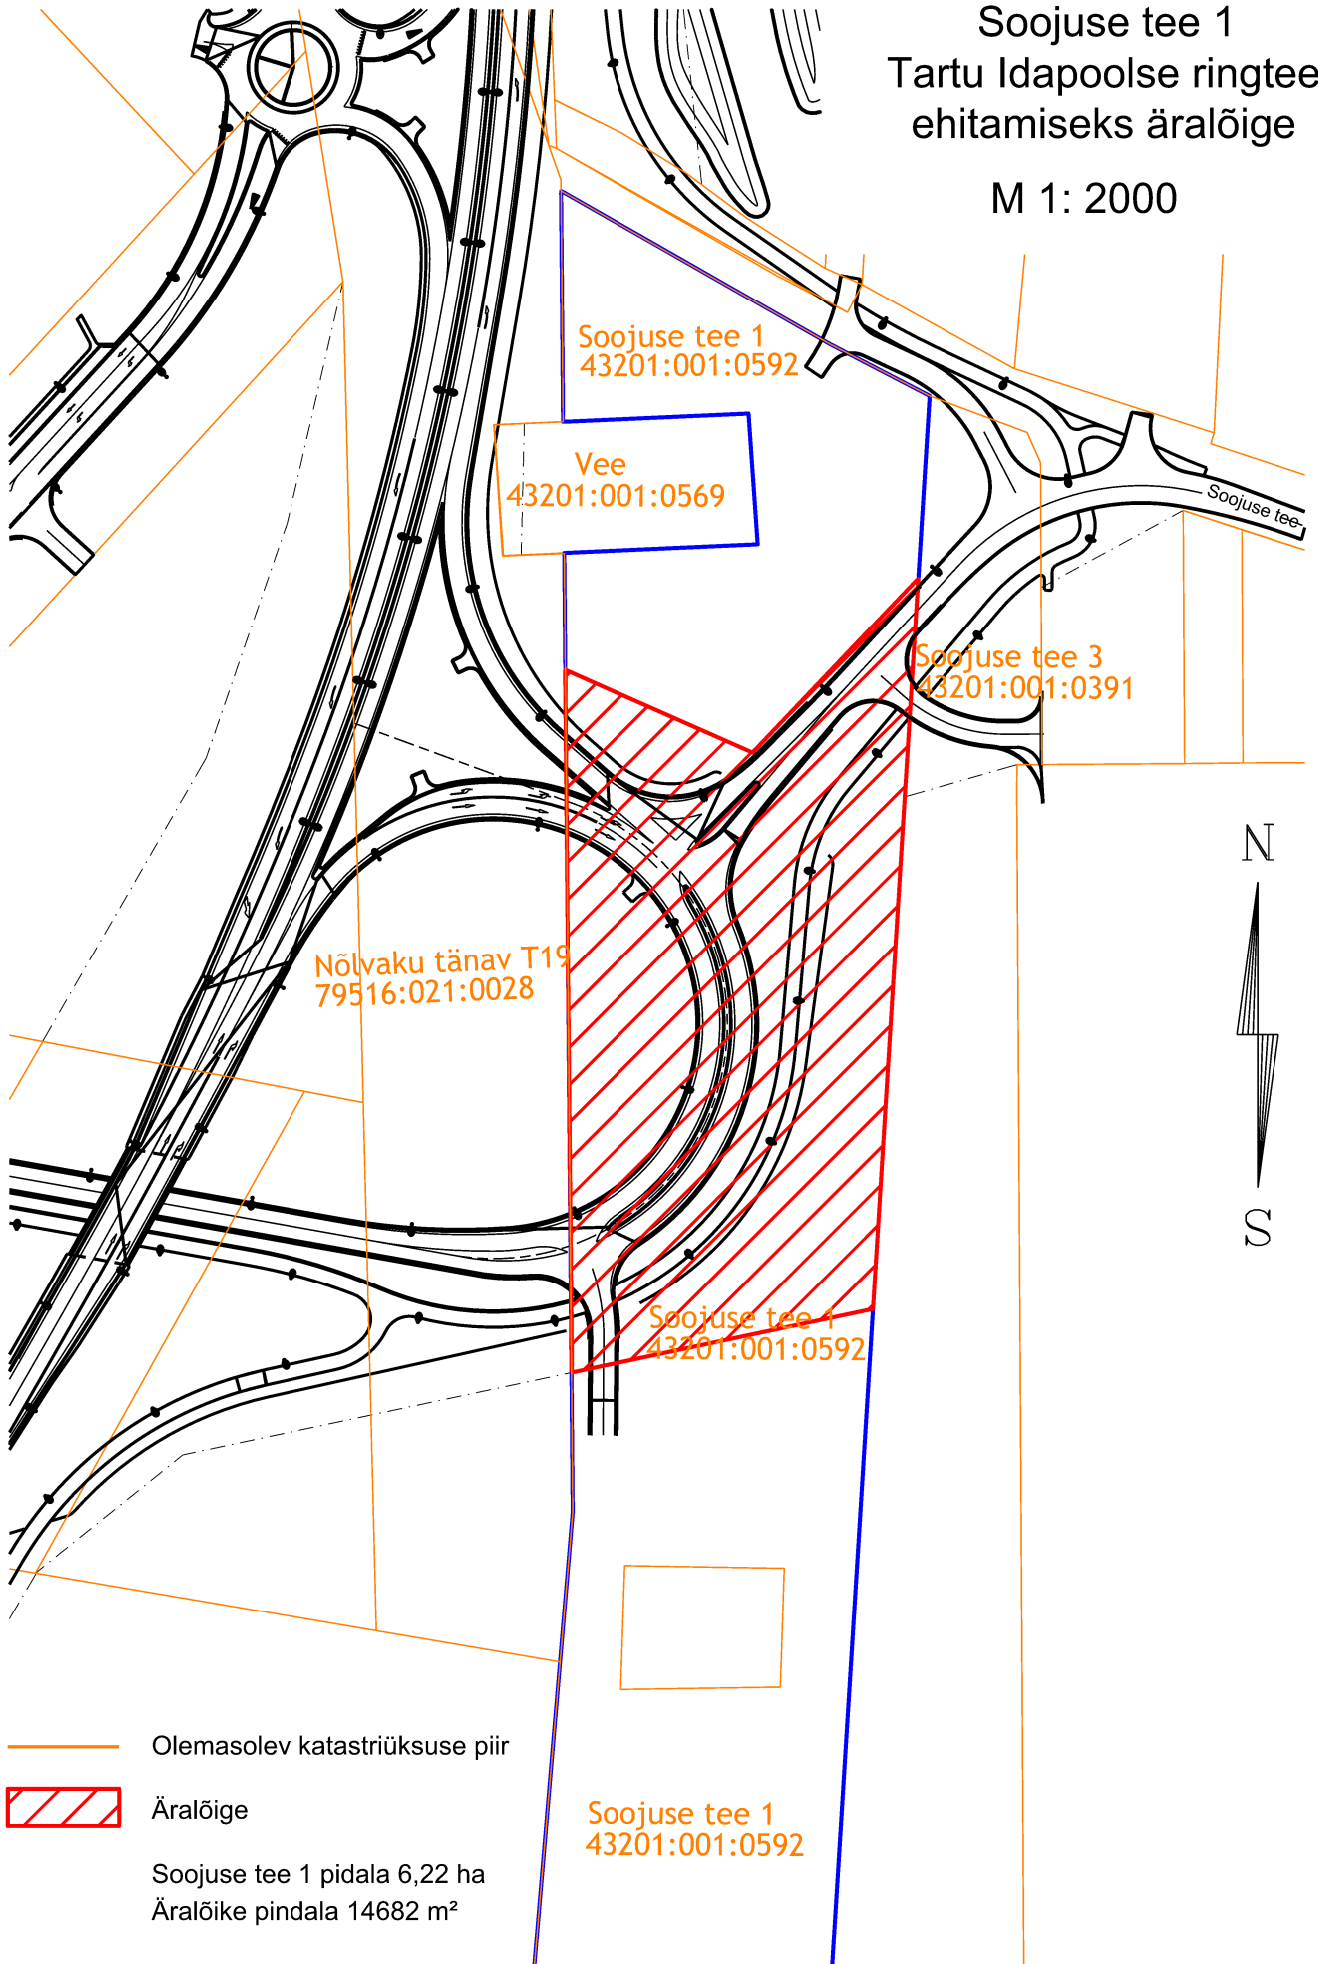 Soojuse tee 1
Tartu Idapoolse ringtee
ehitamiseks äralõige
M 1: 2000
Soojuse tee 1
43201:001:0592
Vee
43201:001:0569
Soojuse tee
Soojuse tee 3
43201:001:0391
N
S
Nõlvaku tänav T19
79516:021:0028
Soojuse tee 1
43201:001:0592
Olemasolev katastriüksuse piir
Äralõige
Soojuse tee 1
43201:001:0592
Soojuse tee 1 pidala 6,22 ha
Äralõike pindala 14682 m²